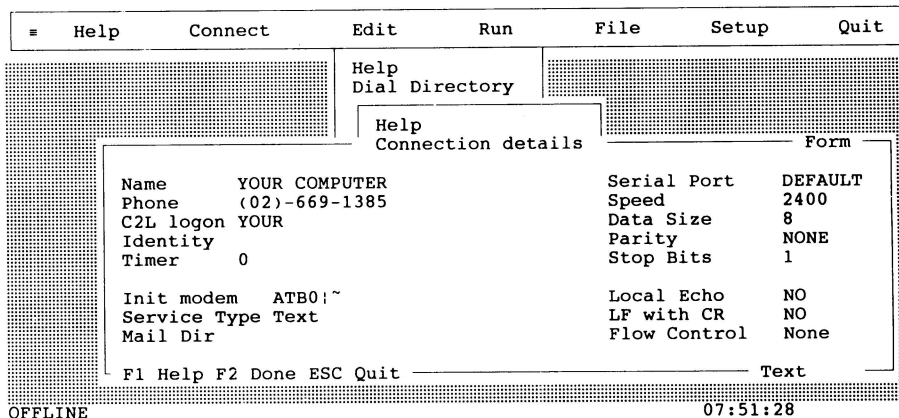 ≡ Help Connect Edit Run File Setup Quit
Help
Dial Directory
Help
Connection details Form
Name YOUR COMPUTER Serial Port DEFAULT
Phone (02)-669-1385 Speed 2400
C2L logon YOUR Data Size 8
Identity Parity NONE
Timer 0 Stop Bits 1
Init modem ATB0¦~ Local Echo NO
Service Type Text LF with CR NO
Mail Dir Flow Control None
F1 Help F2 Done ESC Quit Text
OFFLINE 07:51:28